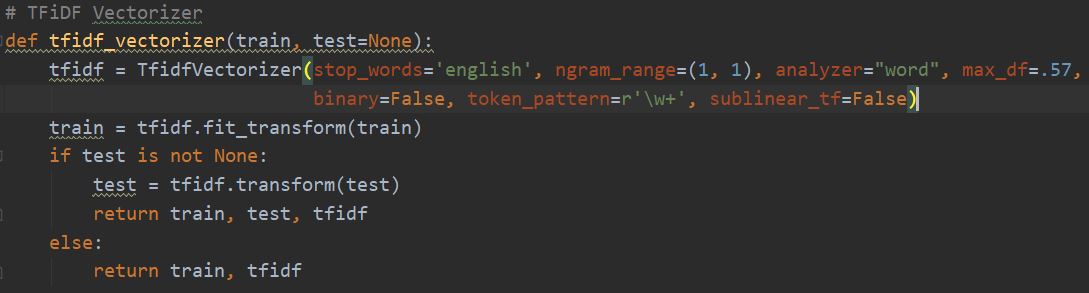 # TFiDF Vectorizer
def tfidf_vectorizer(train, test=None):
    tfidf = TfidfVectorizer(stop_words='english', ngram_range=(1, 1), analyzer="word", max_df=.57,
                            binary=False, token_pattern=r'\w+', sublinear_tf=False)
    train = tfidf.fit_transform(train)
    if test is not None:
        test = tfidf.transform(test)
        return train, test, tfidf
    else:
        return train, tfidf